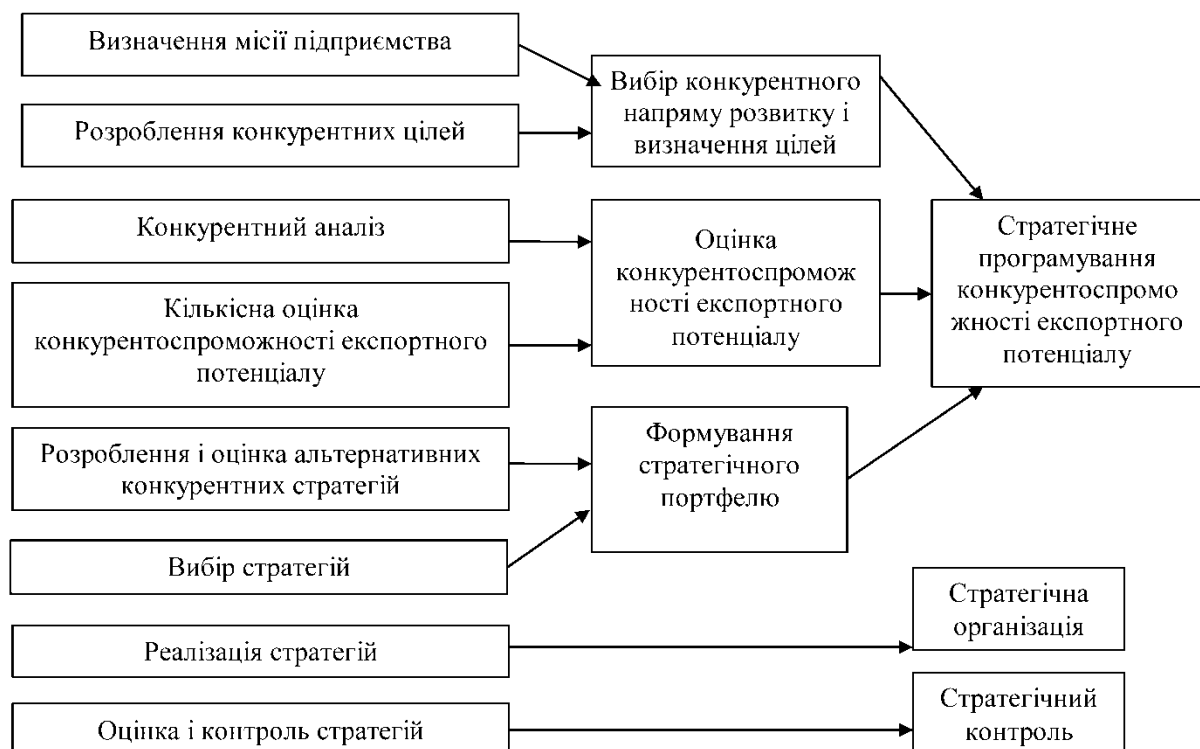 Визначення місії підприємства
Розроблення конкурентних цілей
Вибір конкурентного
напряму розвитку і
визначення цілей
Конкурентний аналіз
Кількісна оцінка
конкурентоспроможності експортного
потенціалу
Оцінка
конкурентоспромож
ності експортного
потенціалу
Стратегічне
програмування
конкурентоспромо
жності експортного
потенціалу
Розроблення і оцінка альтернативних
конкурентних стратегій
Вибір стратегій
Формування
стратегічного
портфелю
Реалізація стратегій
Стратегічна
організація
Оцінка і контроль стратегій
Стратегічний
контроль